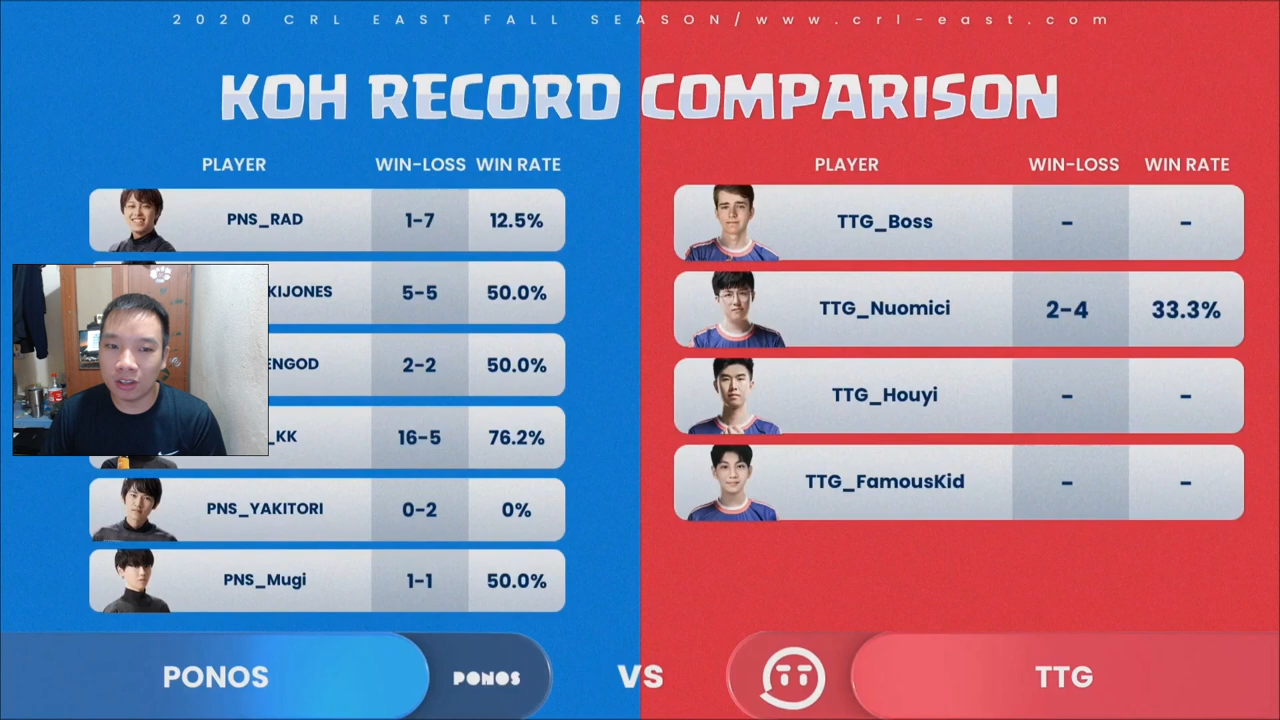 2020 CRL EAST FALL SEASON/www.crl-east.com
KOH RECORD COMPARISON
PLAYER WIN-LOSS WIN RATE
PNS_RAD 1-7 12.5%
KIJONES 5-5 50.0%
ENGOD 2-2 50.0%
_KK 16-5 76.2%
PNS_YAKITORI 0-2 0%
PNS_Mugi 1-1 50.0%
PLAYER WIN-LOSS WIN RATE
TTG_Boss - -
TTG_Nuomici 2-4 33.3%
TTG_Houyi - -
TTG_FamousKid - -
PONOS PONOS VS TTG